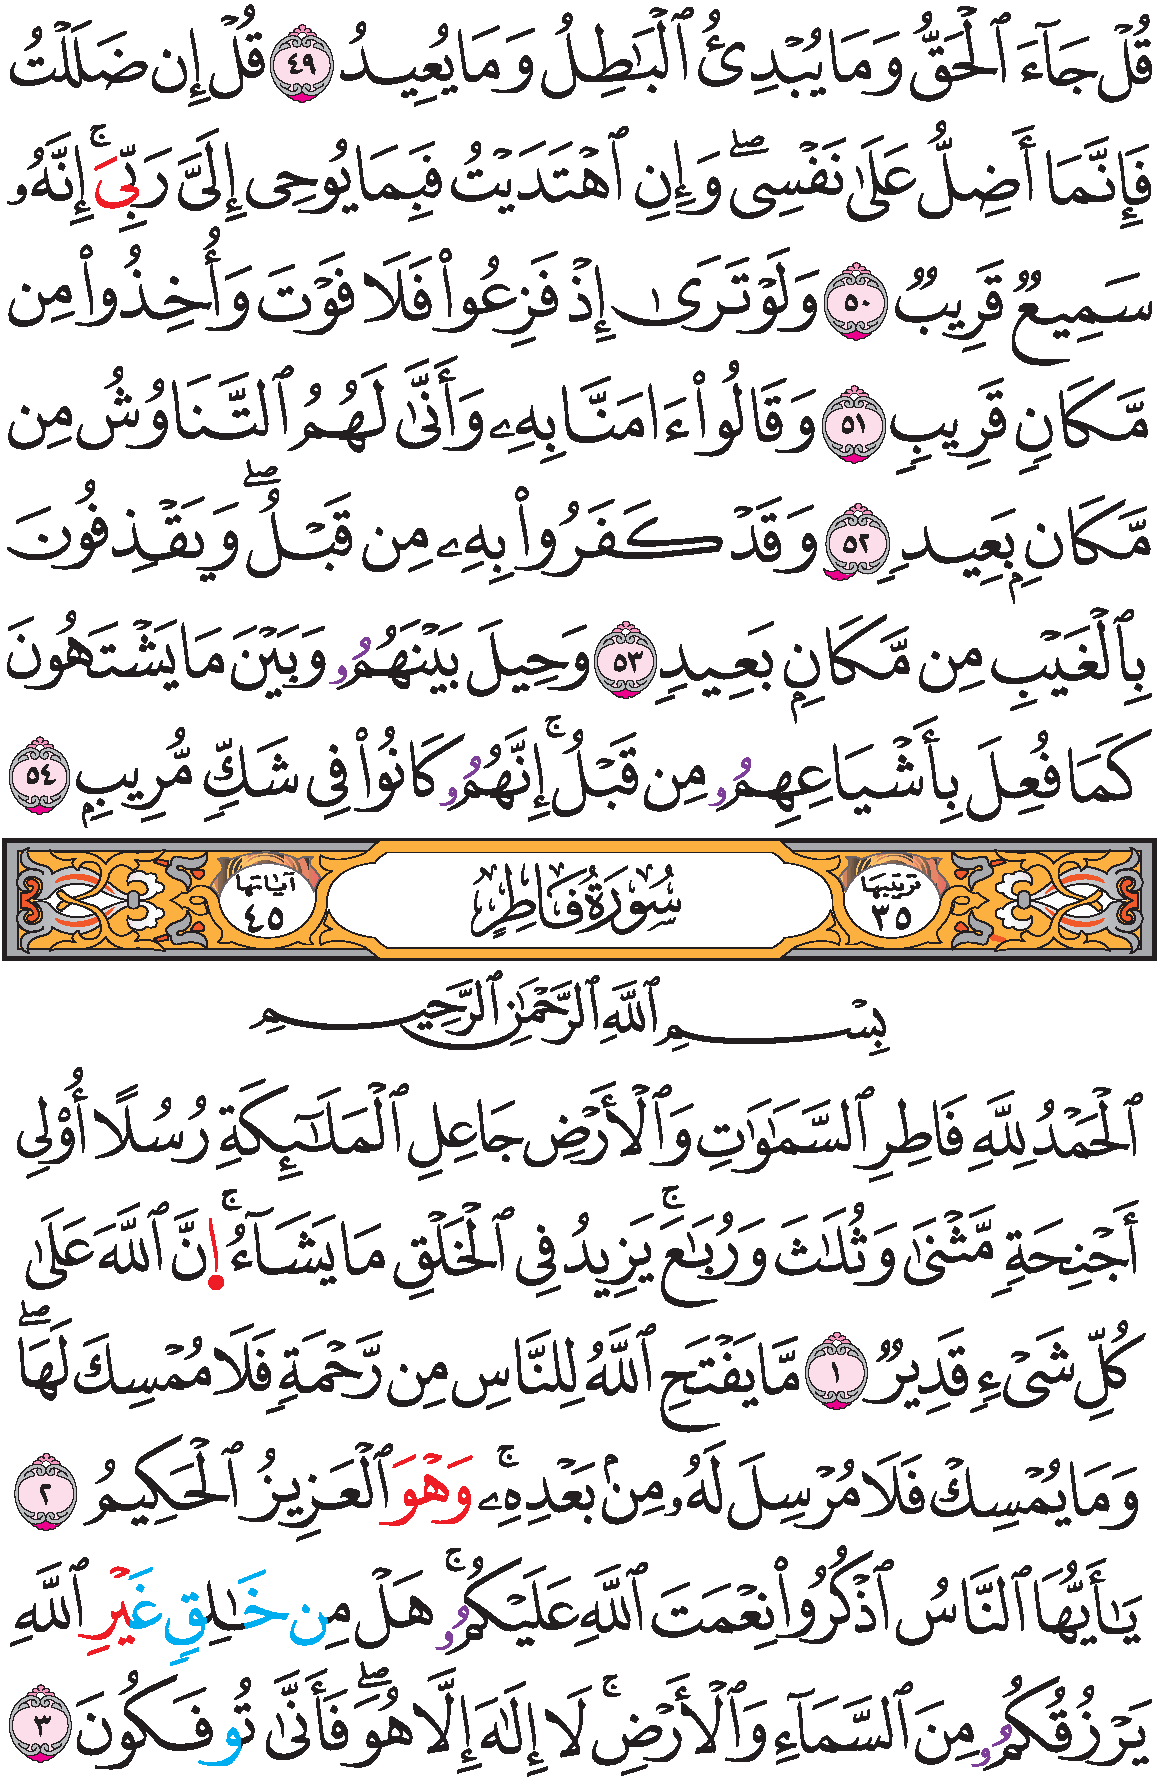 قُلْ جَآءَ ٱلْحَقُّ وَمَا يُبْدِئُ ٱلْبَٰطِلُ وَمَا يُعِيدُ ٤٩ قُلْ إِن ضَلَلْتُ
فَإِنَّمَا أَضِلُّ عَلَىٰ نَفْسِى ۖ وَإِنِ ٱهْتَدَيْتُ فَبِمَا يُوحِى إِلَىَّ رَبِّىَ ۚ إِنَّهُۥ
سَمِيعٌ قَرِيبٌ ٥٠ وَلَوْ تَرَىٰ إِذْ فَزِعُوا۟ فَلَا فَوْتَ وَأُخِذُوا۟ مِن
مَّكَانٍ قَرِيبٍ ٥١ وَقَالُوا۟ ءَامَنَّا بِهِۦ وَأَنَّىٰ لَهُمُ ٱلتَّنَاوُشُ مِن
مَّكَانٍۭ بَعِيدٍ ٥٢ وَقَدْ كَفَرُوا۟ بِهِۦ مِن قَبْلُ ۖ وَيَقْذِفُونَ
بِٱلْغَيْبِ مِن مَّكَانٍۭ بَعِيدٍ ٥٣ وَحِيلَ بَيْنَهُمُۥ وَبَيْنَ مَا يَشْتَهُونَ
كَمَا فُعِلَ بِأَشْيَاعِهِمُۥ مِن قَبْلُ ۚ إِنَّهُمُۥ كَانُوا۟ فِى شَكٍّ مُّرِيبٍۭ ٥٤
ترتيبها ٣٥ سُورَةُ فَاطِرٍ آياتها ٤٥
بِسْمِ ٱللَّهِ ٱلرَّحْمَٰنِ ٱلرَّحِيمِ
ٱلْحَمْدُ لِلَّهِ فَاطِرِ ٱلسَّمَٰوَٰتِ وَٱلْأَرْضِ جَاعِلِ ٱلْمَلَٰٓئِكَةِ رُسُلًا أُو۟لِى
أَجْنِحَةٍ مَّثْنَىٰ وَثُلَٰثَ وَرُبَٰعَ ۚ يَزِيدُ فِى ٱلْخَلْقِ مَا يَشَآءُ ۚ اِنَّ ٱللَّهَ عَلَىٰ
كُلِّ شَىْءٍ قَدِيرٌ ١ مَّا يَفْتَحِ ٱللَّهُ لِلنَّاسِ مِن رَّحْمَةٍ فَلَا مُمْسِكَ لَهَا ۖ
وَمَا يُمْسِكْ فَلَا مُرْسِلَ لَهُۥ مِنۢ بَعْدِهِۦ ۚ وَهْوَ ٱلْعَزِيزُ ٱلْحَكِيمُ ٢
يَٰأَيُّهَا ٱلنَّاسُ ٱذْكُرُوا۟ نِعْمَتَ ٱللَّهِ عَلَيْكُمُۥ ۚ هَلْ مِن خَٰلِقٍ غَيْرِ ٱللَّهِ
يَرْزُقُكُمُۥ مِنَ ٱلسَّمَآءِ وَٱلْأَرْضِ ۚ لَا إِلَٰهَ إِلَّا هُوَ ۖ فَأَنَّىٰ تُوفَكُونَ ٣